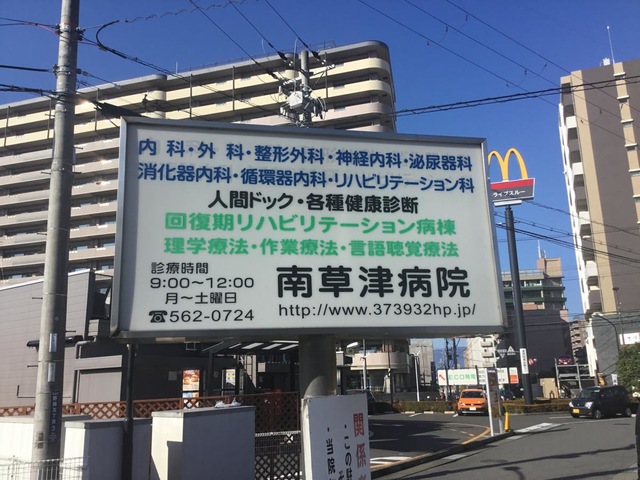 内科・外科・整形外科・神経内科・泌尿器科
消化器内科・循環器内科・リハビリテーション科
人間ドック・各種健康診断
回復期リハビリテーション病棟
理学療法・作業療法・言語聴覚療法
診療時間
9:00〜12:00
月〜土曜日
☎562-0724
南草津病院
http://www.373932hp.jp/
ドライブスルー
関係